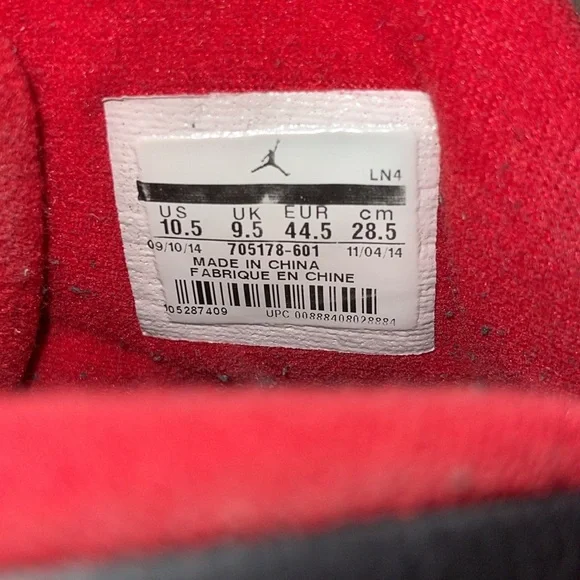 LN4
US UK EUR cm
10.5 9.5 44.5 28.5
09/10/14 705178-601 11/04/14
MADE IN CHINA
FABRIQUE EN CHINE
105287409 UPC 00888408028884